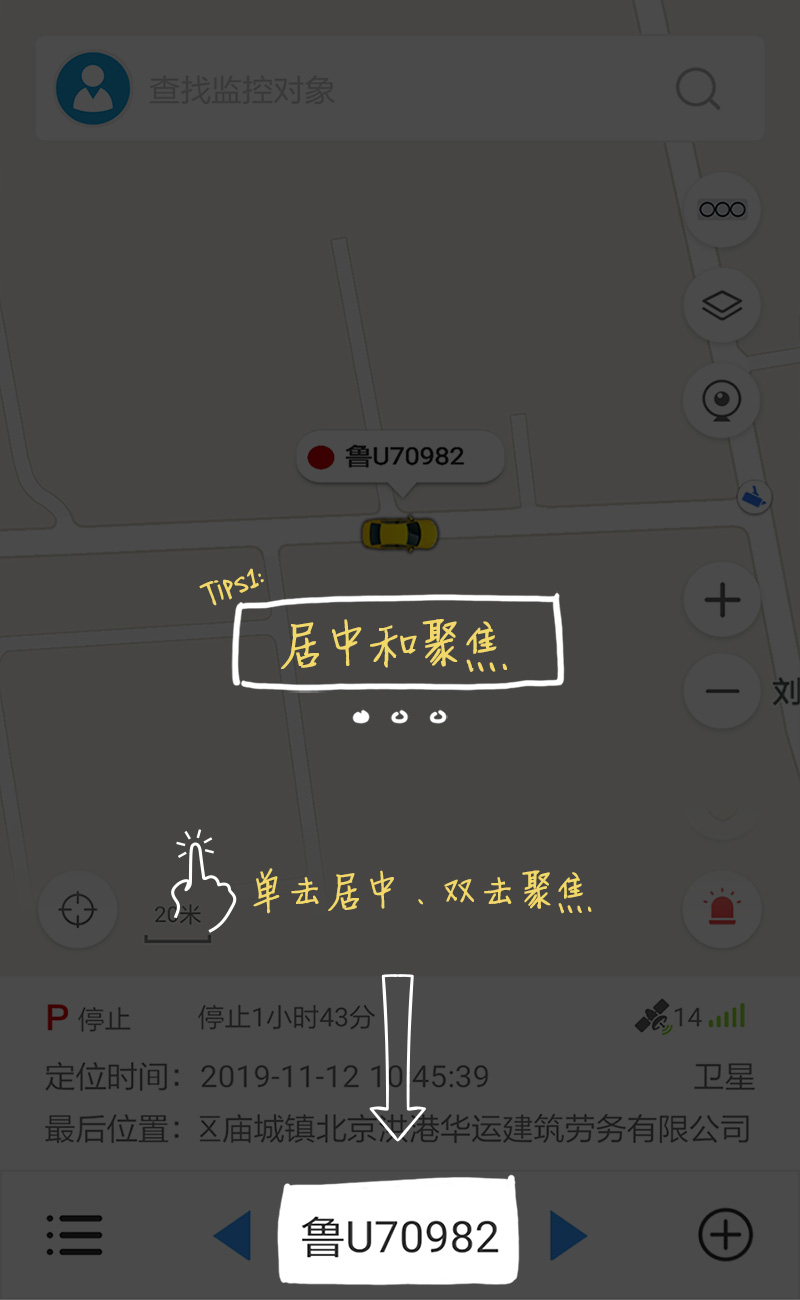 查找监控对象
鲁U70982
Tips1:
居中和聚焦
刘
单击居中、双击聚焦
20米
P 停止 停止1小时43分 14
定位时间：2019-11-12 10:45:39 卫星
最后位置：区庙城镇北京洪港华运建筑劳务有限公司
鲁U70982